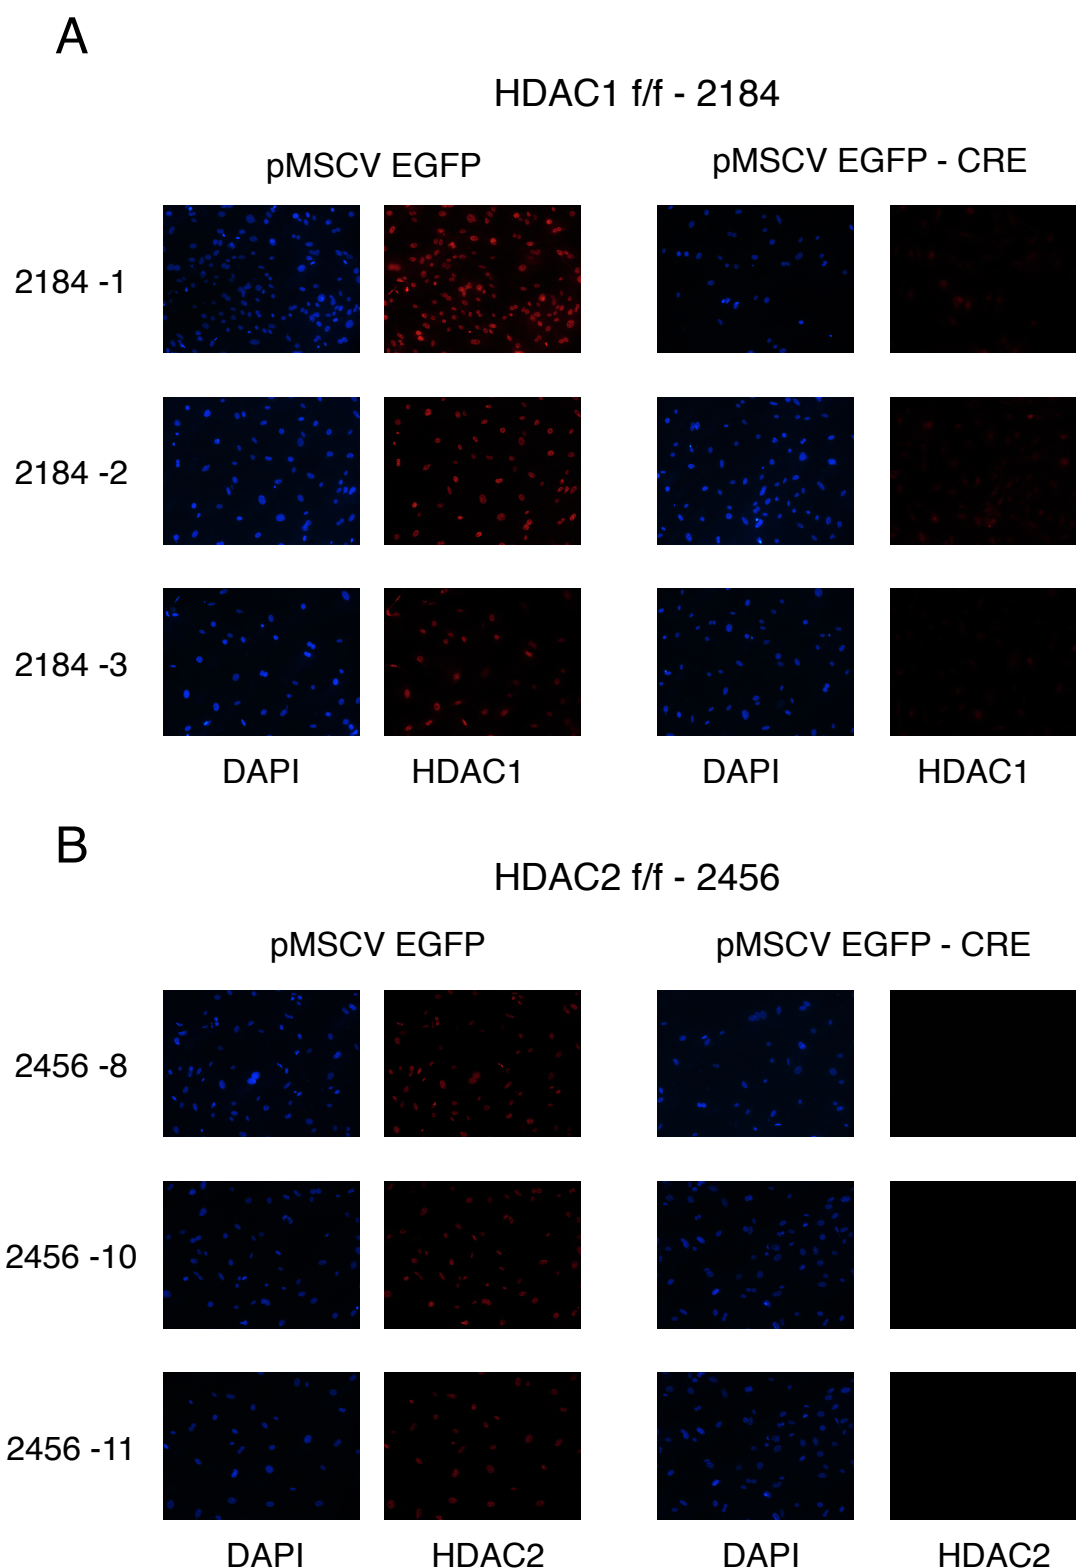 A
HDAC1 f/f - 2184
pMSCV EGFP
pMSCV EGFP - CRE
2184 -1
2184 -2
2184 -3
DAPI
HDAC1
DAPI
HDAC1
B
HDAC2 f/f - 2456
pMSCV EGFP
pMSCV EGFP - CRE
2456 -8
2456 -10
2456 -11
DAPI
HDAC2
DAPI
HDAC2